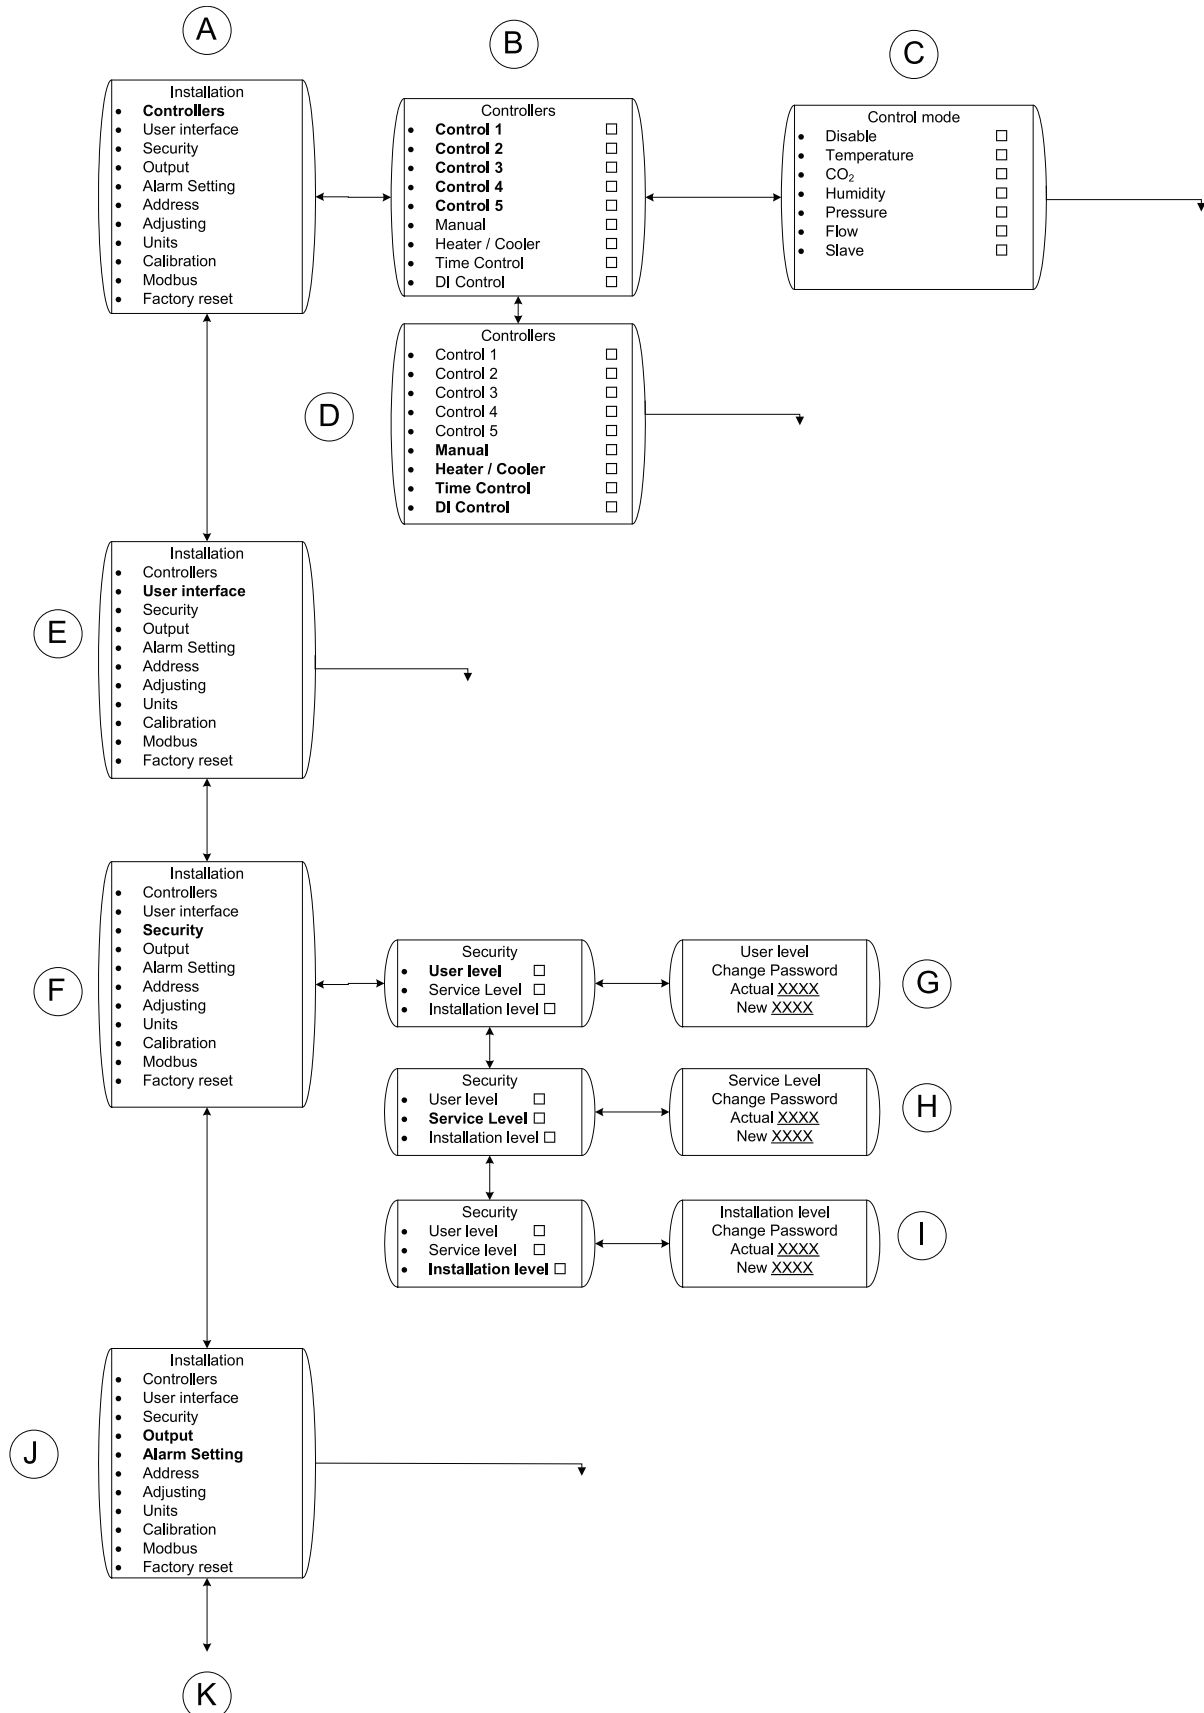 A
B
C
Installation
• Controllers
• User interface
• Security
• Output
• Alarm Setting
• Address
• Adjusting
• Units
• Calibration
• Modbus
• Factory reset
Controllers
• Control 1 □
• Control 2 □
• Control 3 □
• Control 4 □
• Control 5 □
• Manual □
• Heater / Cooler □
• Time Control □
• DI Control □
Control mode
• Disable □
• Temperature □
• CO₂ □
• Humidity □
• Pressure □
• Flow □
• Slave □
D
Controllers
• Control 1 □
• Control 2 □
• Control 3 □
• Control 4 □
• Control 5 □
• Manual □
• Heater / Cooler □
• Time Control □
• DI Control □
E
Installation
• Controllers
• User interface
• Security
• Output
• Alarm Setting
• Address
• Adjusting
• Units
• Calibration
• Modbus
• Factory reset
F
Installation
• Controllers
• User interface
• Security
• Output
• Alarm Setting
• Address
• Adjusting
• Units
• Calibration
• Modbus
• Factory reset
Security
• User level □
• Service Level □
• Installation level □
User level
Change Password
Actual XXXX
New XXXX
G
Security
• User level □
• Service Level □
• Installation level □
Service Level
Change Password
Actual XXXX
New XXXX
H
Security
• User level □
• Service level □
• Installation level □
Installation level
Change Password
Actual XXXX
New XXXX
I
J
Installation
• Controllers
• User interface
• Security
• Output
• Alarm Setting
• Address
• Adjusting
• Units
• Calibration
• Modbus
• Factory reset
K